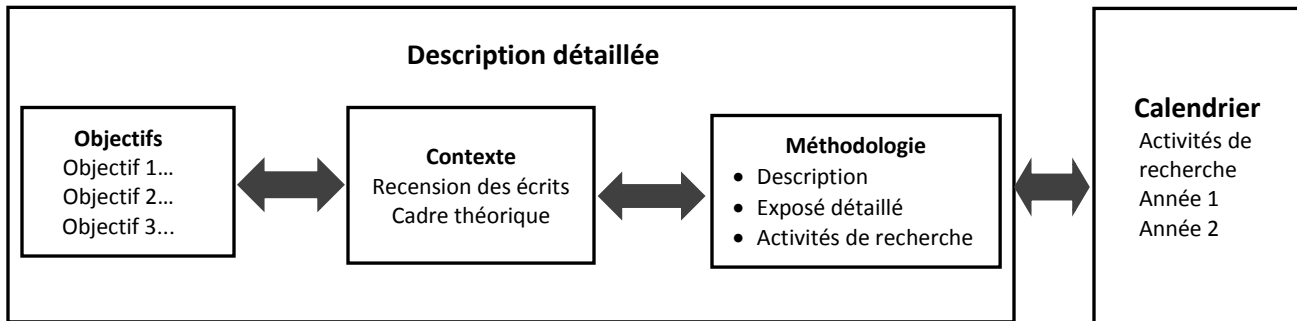 Description détaillée
Objectifs
Objectif 1...
Objectif 2...
Objectif 3...
Contexte
Recension des écrits
Cadre théorique
Méthodologie
• Description
• Exposé détaillé
• Activités de recherche
Calendrier
Activités de
recherche
Année 1
Année 2